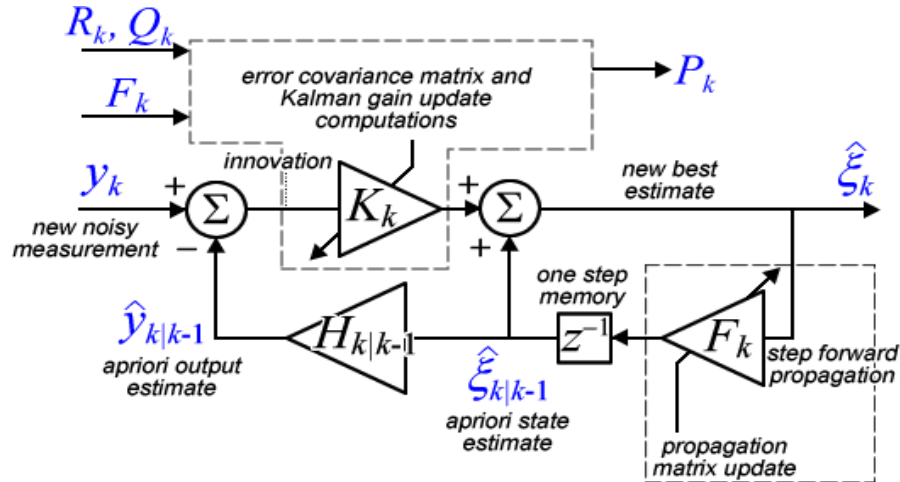 R_k, Q_k
error covariance matrix and
Kalman gain update
computations
P_k
F_k
innovation
y_k
+
Σ
−
new noisy
measurement
K_k
+
Σ
+
new best
estimate
ξ̂_k
one step
memory
z⁻¹
F_k
step forward
propagation
ŷ_{k|k-1}
apriori output
estimate
H_{k|k-1}
ξ̂_{k|k-1}
apriori state
estimate
propagation
matrix update